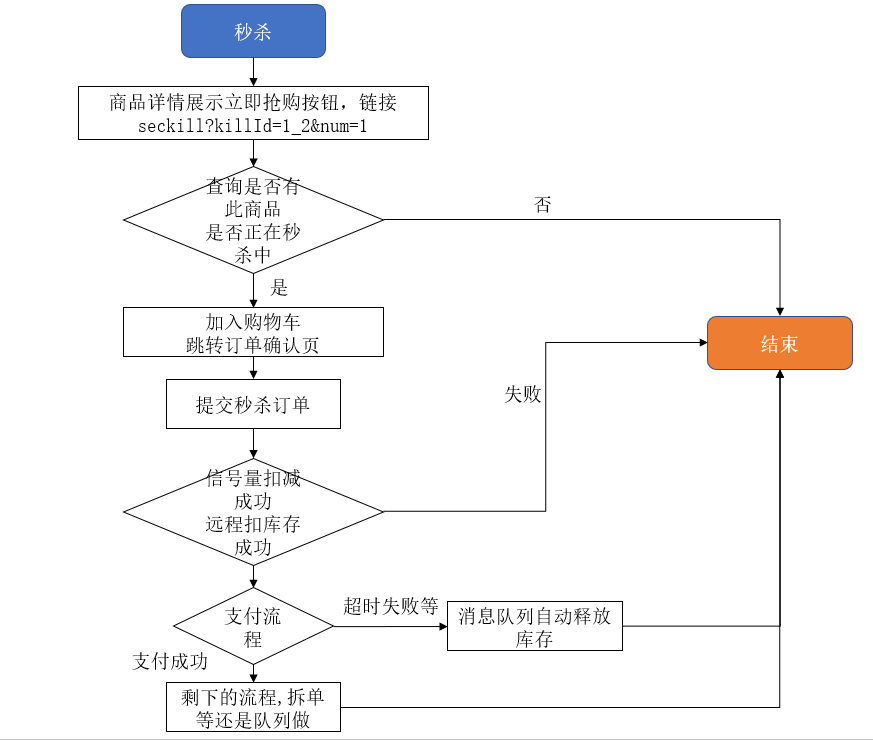 秒杀
商品详情展示立即抢购按钮，链接
seckill?killId=1_2&num=1
查询是否有
此商品
是否正在秒
杀中
否
是
加入购物车
跳转订单确认页
结束
失败
提交秒杀订单
信号量扣减
成功
远程扣库存
成功
支付流
程
超时失败等
消息队列自动释放
库存
支付成功
剩下的流程,拆单
等还是队列做